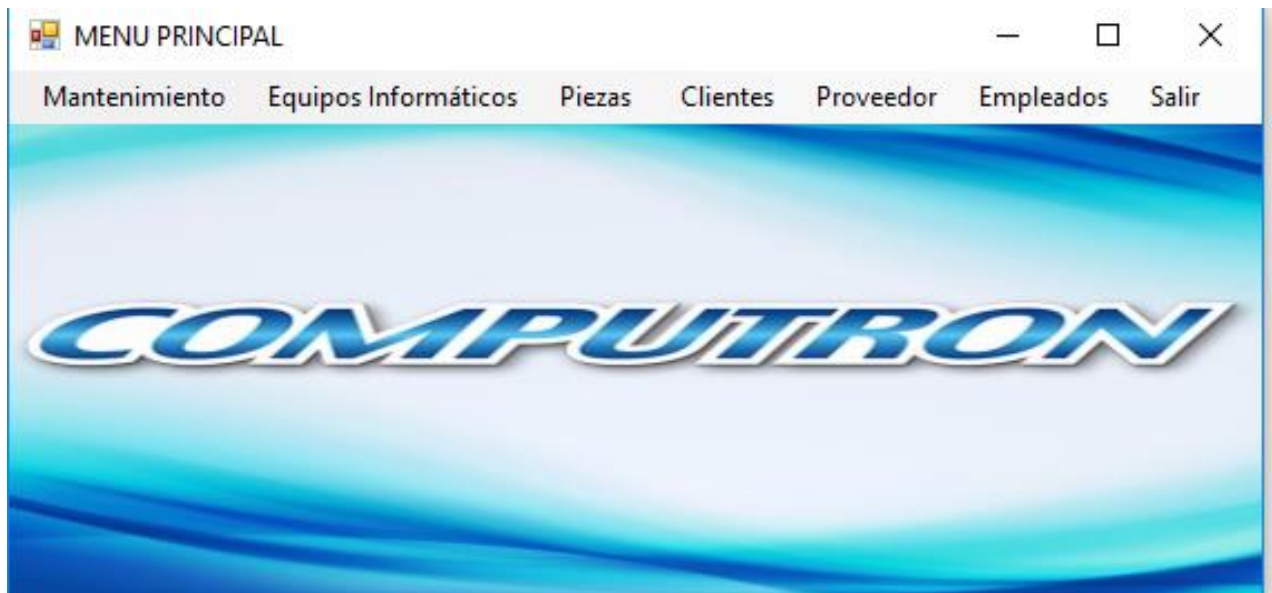 MENU PRINCIPAL
Mantenimiento Equipos Informáticos Piezas Clientes Proveedor Empleados Salir
COMPUTRON